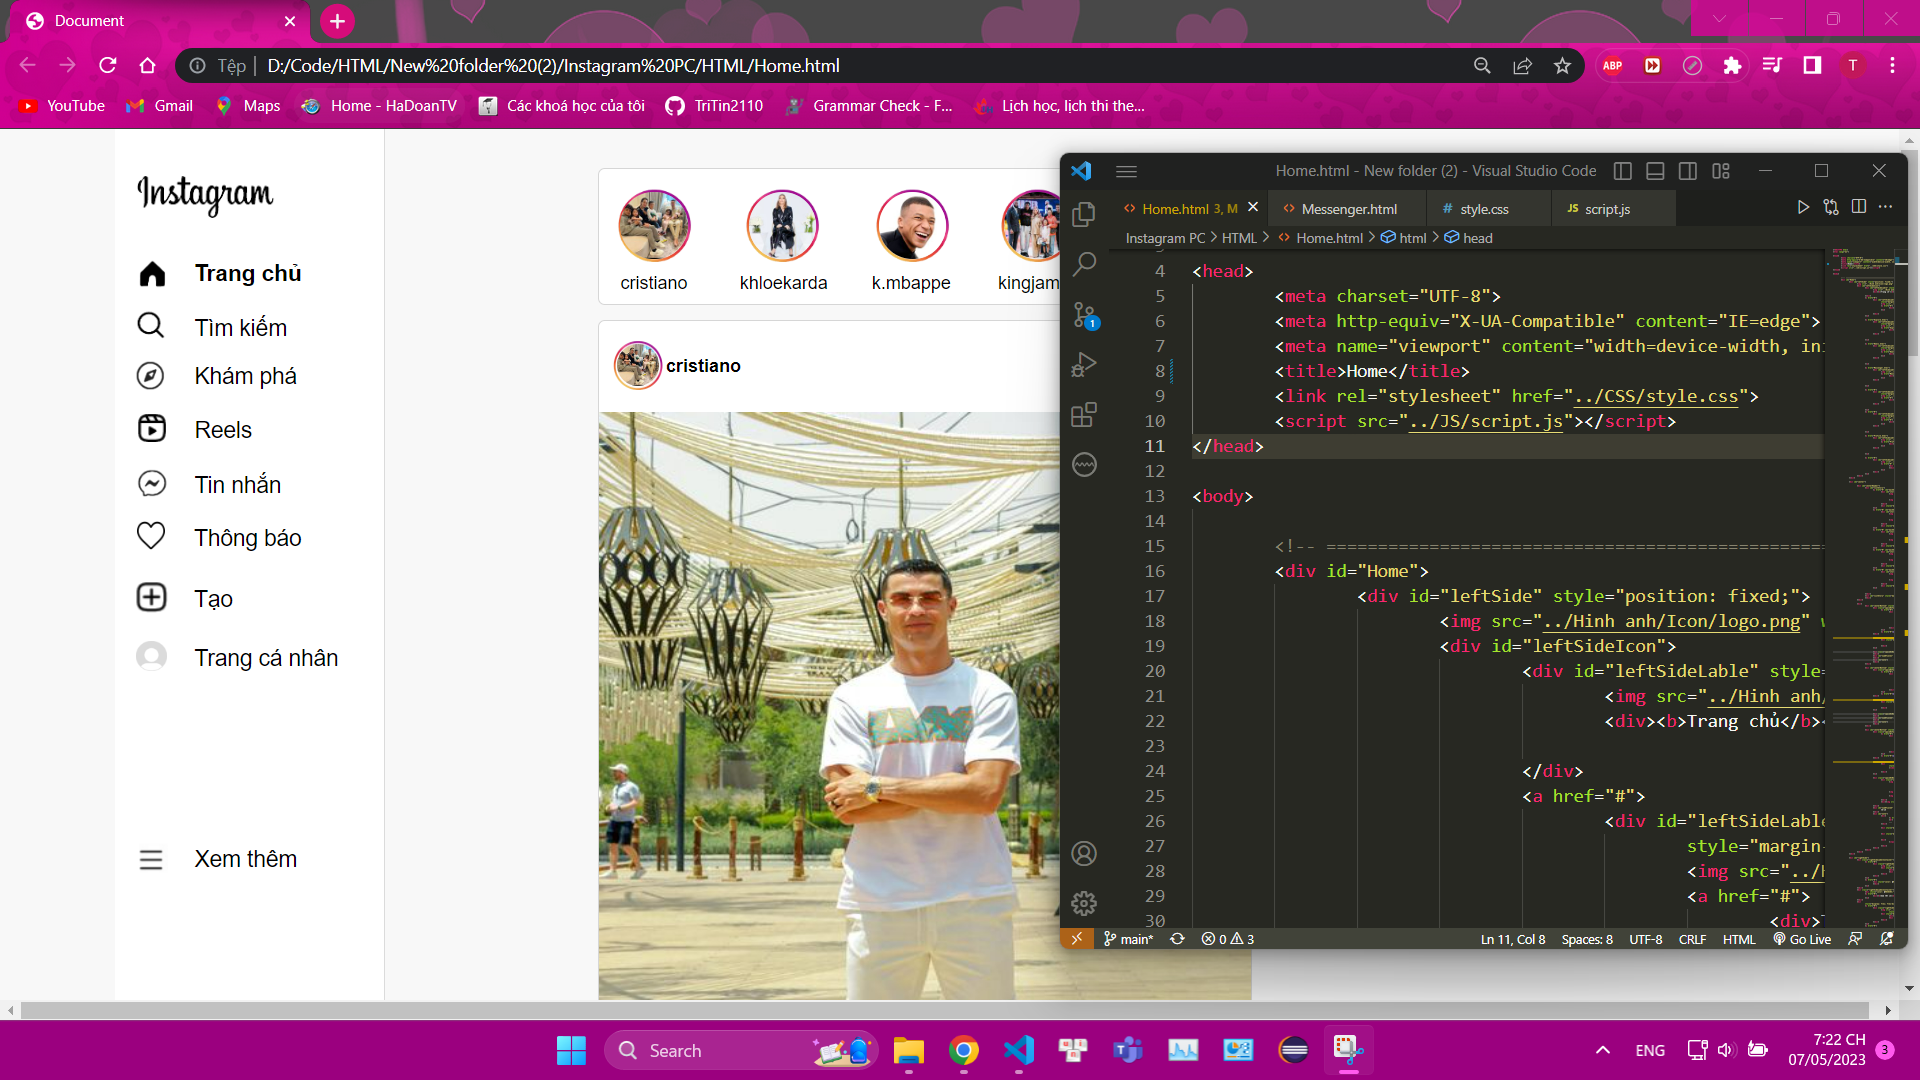 Document
Tệp
D:/Code/HTML/New%20folder%20(2)/Instagram%20PC/HTML/Home.html
ABP
T
YouTube
Gmail
Maps
Home - HaDoanTV
Các khoá học của tôi
TriTin2110
Grammar Check - F...
Lịch học, lịch thi the...
Instagram
Trang chủ
Tìm kiếm
Khám phá
Reels
Tin nhắn
Thông báo
Tạo
Trang cá nhân
Xem thêm
cristiano
khloekarda
k.mbappe
kingjam
cristiano
Home.html - New folder (2) - Visual Studio Code
Home.html 3, M
Messenger.html
# style.css
JS script.js
Instagram PC > HTML > Home.html > html > head
4 <head>
5 <meta charset="UTF-8">
6 <meta http-equiv="X-UA-Compatible" content="IE=edge">
7 <meta name="viewport" content="width=device-width, ini
8 <title>Home</title>
9 <link rel="stylesheet" href="../CSS/style.css">
10 <script src="../JS/script.js"></script>
11 </head>
12
13 <body>
14
15 <!-- ================================================
16 <div id="Home">
17 <div id="leftSide" style="position: fixed;">
18 <img src="../Hinh anh/Icon/logo.png" w
19 <div id="leftSideIcon">
20 <div id="leftSideLable" style=
21 <img src="../Hinh anh/
22 <div><b>Trang chủ</b><
23
24 </div>
25 <a href="#">
26 <div id="leftSideLable
27 style="margin-
28 <img src="../H
29 <a href="#">
30 <div>
1
main*
0
3
Ln 11, Col 8
Spaces: 8
UTF-8
CRLF
HTML
Go Live
Search
ENG
7:22 CH
07/05/2023
3